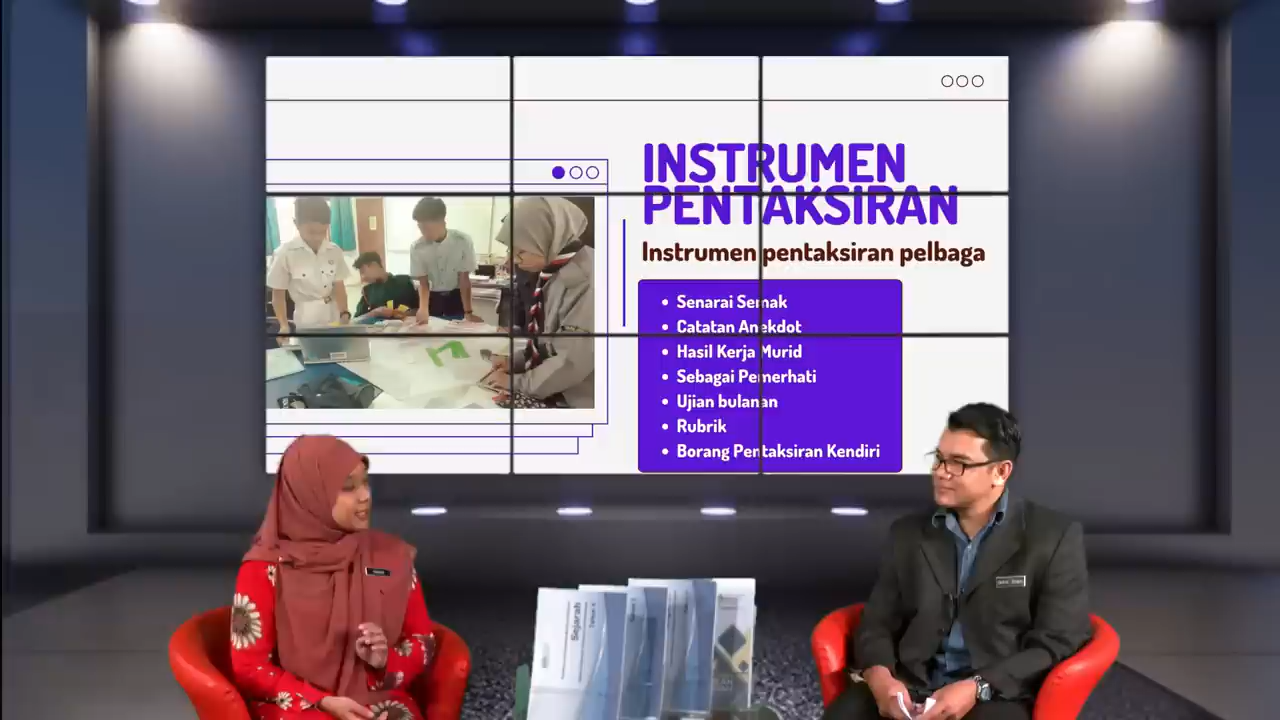 INSTRUMEN
PENTAKSIRAN
Instrumen pentaksiran pelbaga
Senarai Semak
Catatan Anekdot
Hasil Kerja Murid
Sebagai Pemerhati
Ujian bulanan
Rubrik
Borang Pentaksiran Kendiri
Sejarah